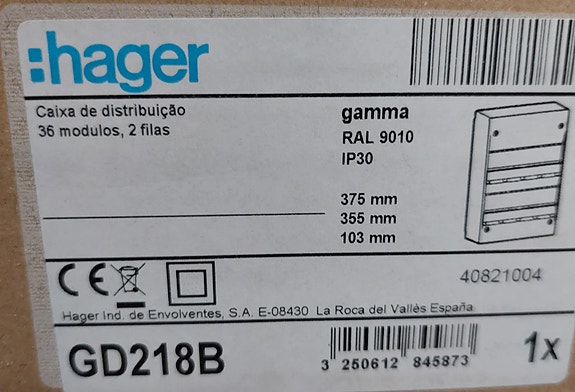 :hager
Caixa de distribuição
36 modulos, 2 filas
gamma
RAL 9010
IP30
375 mm
355 mm
103 mm
CE
40821004
Hager Ind. de Envolventes, S.A. E-08430 La Roca del Vallès España
GD218B
3 250612 845873
1x